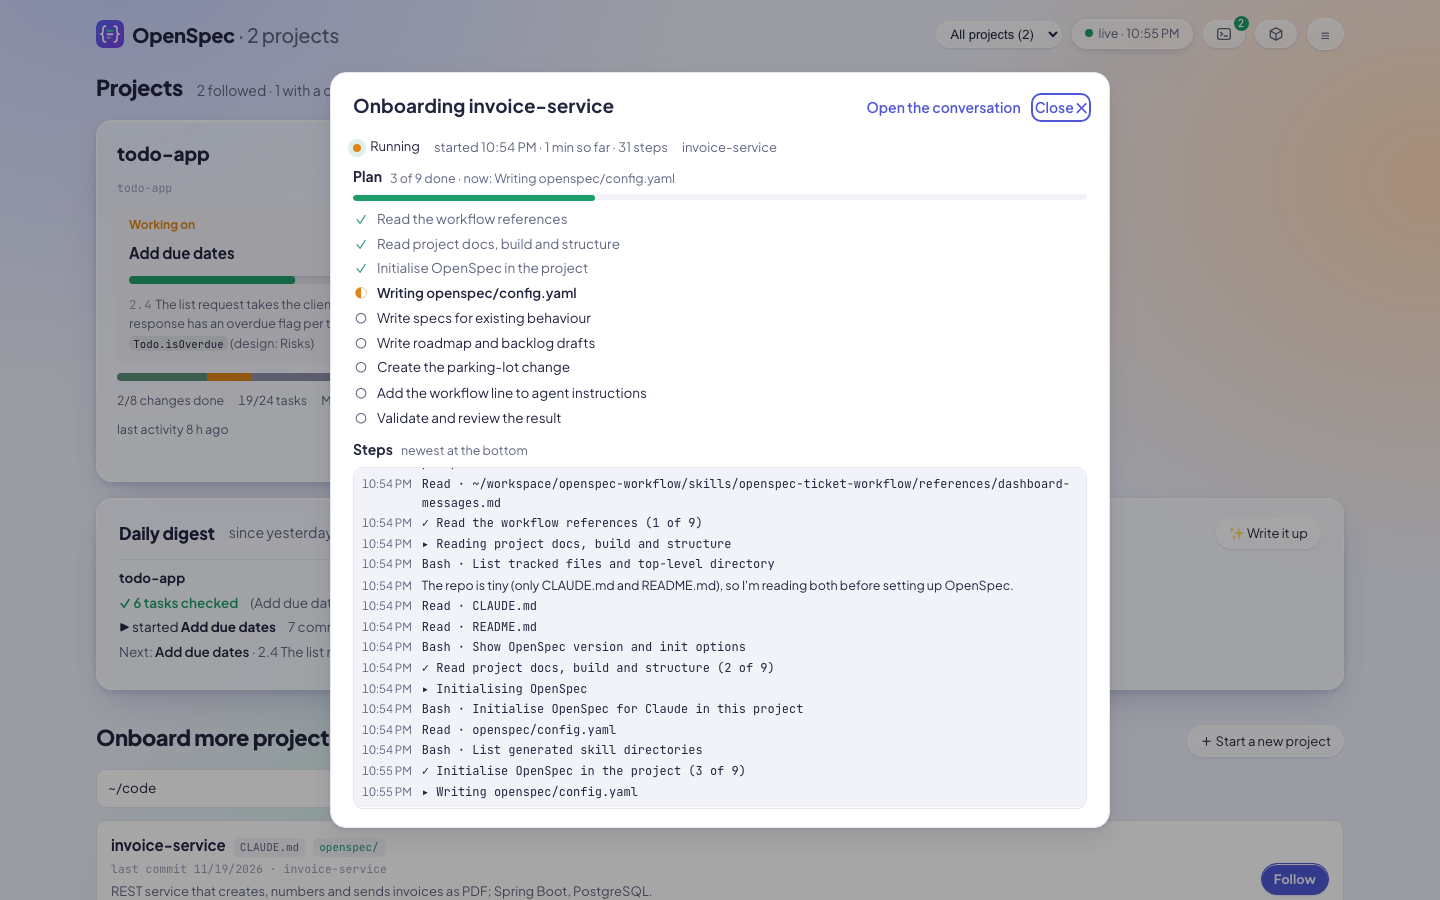 OpenSpec · 2 projects
All projects (2)
live · 10:55 PM
2
Projects 2 followed · 1 with a c
todo-app
todo-app
Working on
Add due dates
2.4 The list request takes the clien
response has an overdue flag per t
Todo.isOverdue (design: Risks)
2/8 changes done 19/24 tasks M
last activity 8 h ago
Onboarding invoice-service
Open the conversation
Close ✕
Running started 10:54 PM · 1 min so far · 31 steps invoice-service
Plan 3 of 9 done · now: Writing openspec/config.yaml
✓ Read the workflow references
✓ Read project docs, build and structure
✓ Initialise OpenSpec in the project
Writing openspec/config.yaml
Write specs for existing behaviour
Write roadmap and backlog drafts
Create the parking-lot change
Add the workflow line to agent instructions
Validate and review the result
Steps newest at the bottom
10:54 PM Read · ~/workspace/openspec-workflow/skills/openspec-ticket-workflow/references/dashboard-
messages.md
10:54 PM ✓ Read the workflow references (1 of 9)
10:54 PM ▸ Reading project docs, build and structure
10:54 PM Bash · List tracked files and top-level directory
10:54 PM The repo is tiny (only CLAUDE.md and README.md), so I'm reading both before setting up OpenSpec.
10:54 PM Read · CLAUDE.md
10:54 PM Read · README.md
10:54 PM Bash · Show OpenSpec version and init options
10:54 PM ✓ Read project docs, build and structure (2 of 9)
10:54 PM ▸ Initialising OpenSpec
10:54 PM Bash · Initialise OpenSpec for Claude in this project
10:54 PM Read · openspec/config.yaml
10:54 PM Bash · List generated skill directories
10:55 PM ✓ Initialise OpenSpec in the project (3 of 9)
10:55 PM ▸ Writing openspec/config.yaml
Daily digest since yesterday
✨ Write it up
todo-app
✓ 6 tasks checked (Add due dat
▶ started Add due dates 7 comm
Next: Add due dates · 2.4 The list r
Onboard more project
+ Start a new project
~/code
invoice-service CLAUDE.md openspec/
last commit 11/19/2026 · invoice-service
REST service that creates, numbers and sends invoices as PDF; Spring Boot, PostgreSQL.
Follow